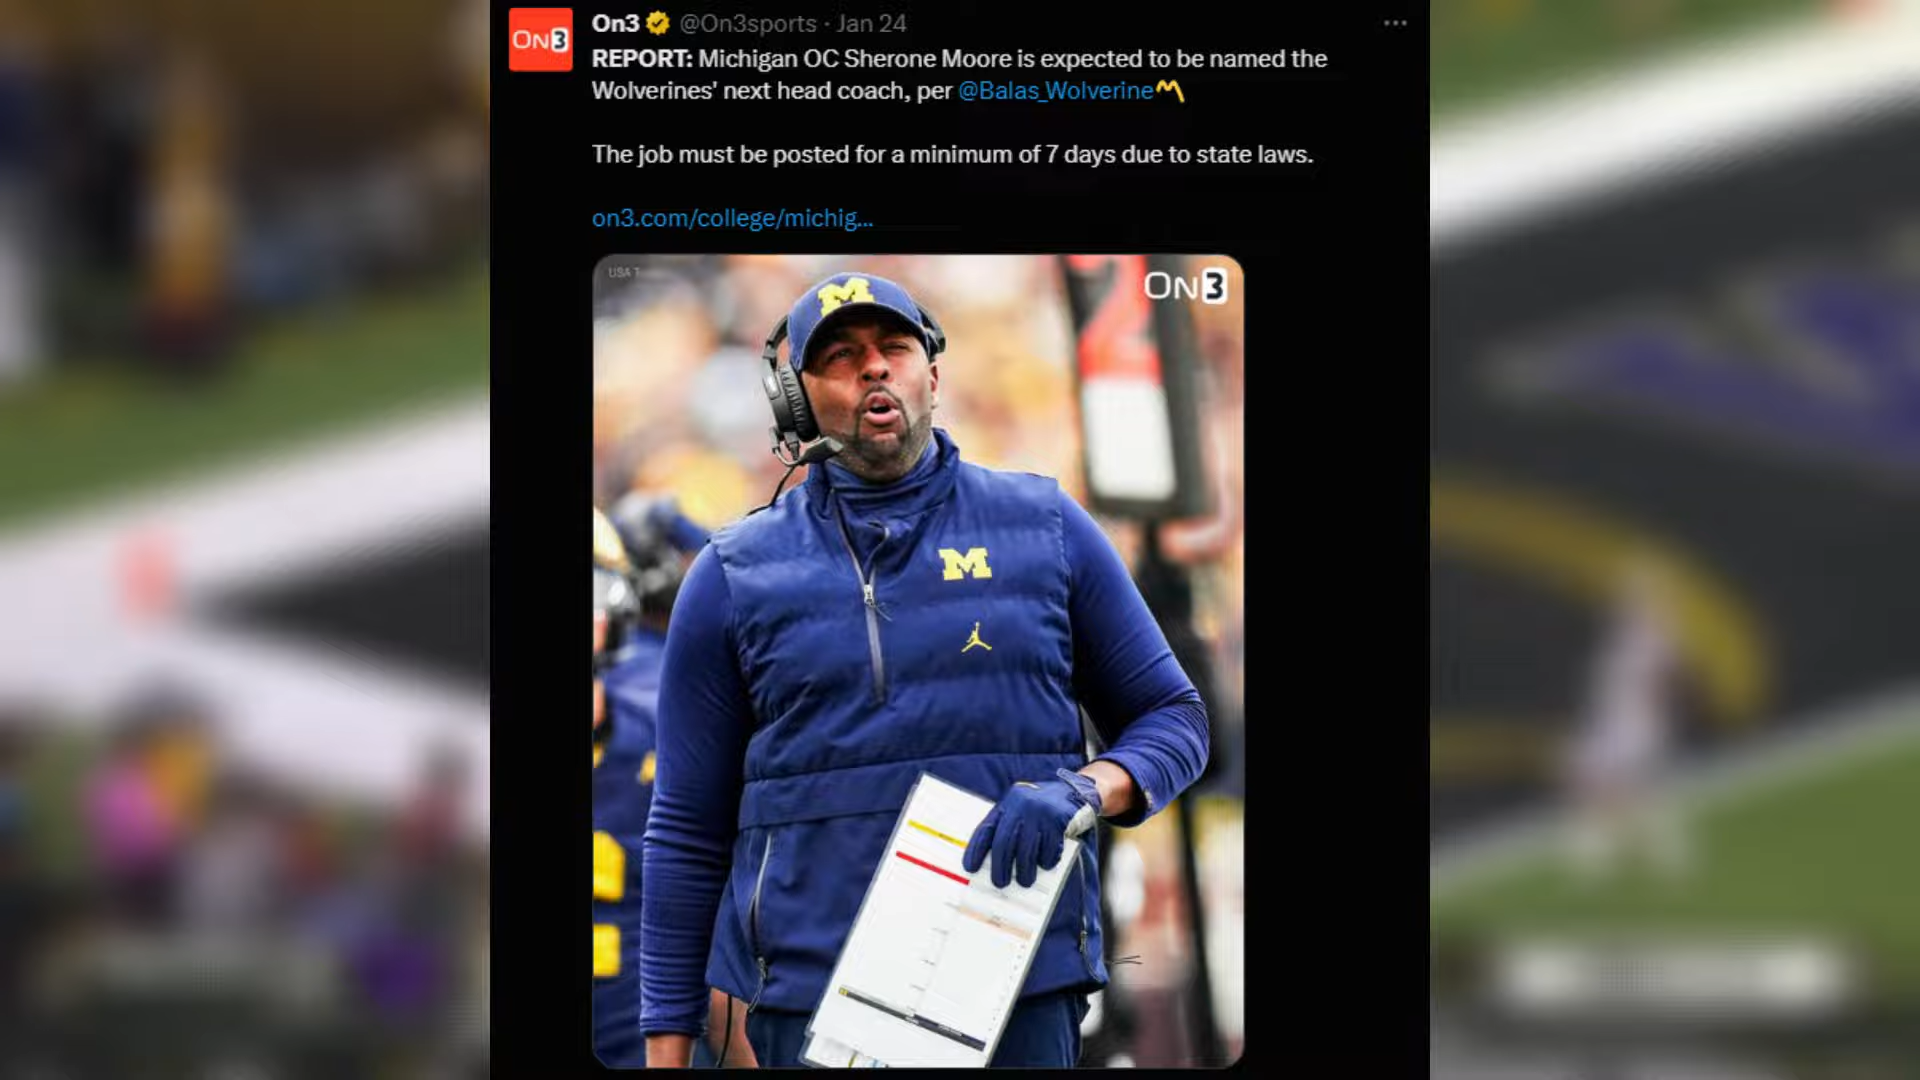 ON3
On3 @On3sports · Jan 24
REPORT: Michigan OC Sherone Moore is expected to be named the
Wolverines' next head coach, per @Balas_Wolverine〽️
The job must be posted for a minimum of 7 days due to state laws.
on3.com/college/michig...
ON3
M
M